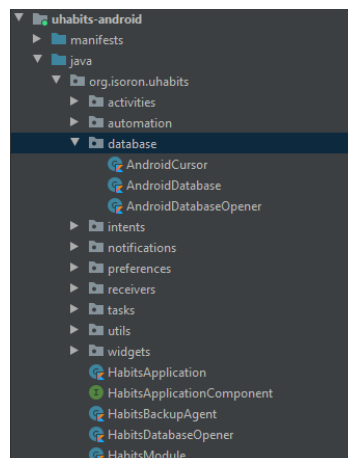 uhabits-android
manifests
java
org.isoron.uhabits
activities
automation
database
AndroidCursor
AndroidDatabase
AndroidDatabaseOpener
intents
notifications
preferences
receivers
tasks
utils
widgets
HabitsApplication
HabitsApplicationComponent
HabitsBackupAgent
HabitsDatabaseOpener
HabitsModule